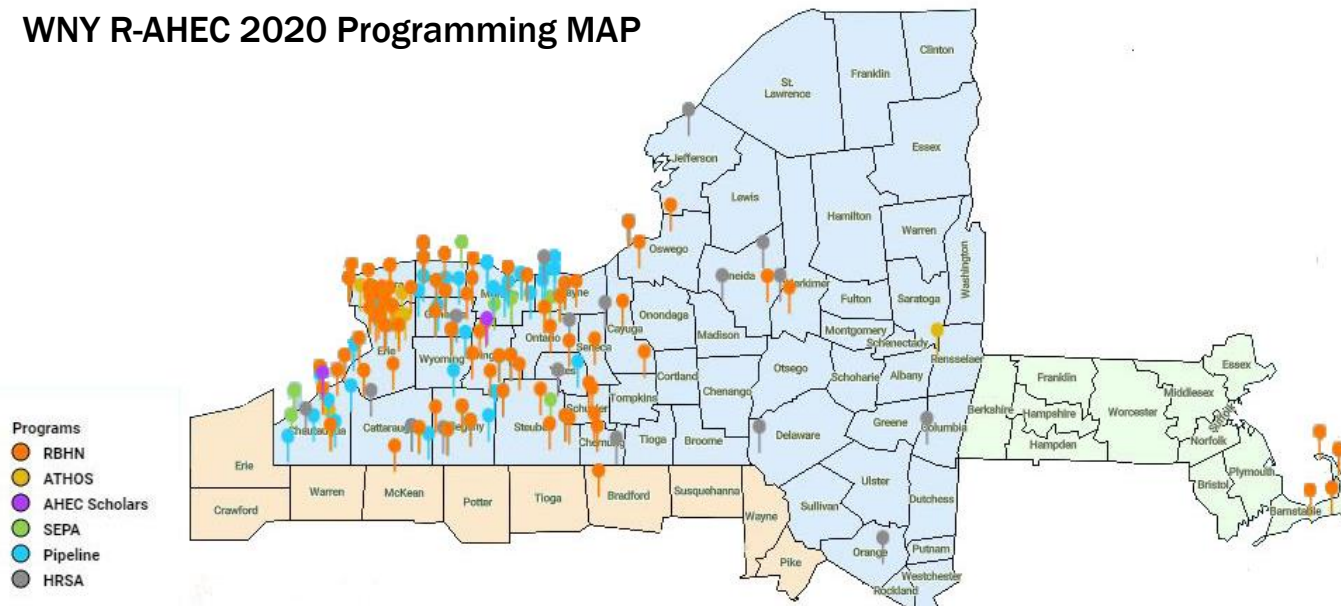 WNY R-AHEC 2020 Programming MAP
Clinton
Franklin
St.
Lawrence
Essex
Jefferson
Lewis
Hamilton
Warren
Washington
Oswego
Oneida
Herkimer
Fulton
Saratoga
Montgomery
Schenectady
Rensselaer
Onondaga
Madison
Cayuga
Wayne
Ontario
Seneca
Erie
Wyoming
Cortland
Chenango
Otsego
Schoharie
Albany
Tompkins
Schuyler
Steuben
Chemung
Tioga
Broome
Delaware
Greene
Columbia
Chautauqua
Cattaraugus
Allegany
Ulster
Sullivan
Dutchess
Orange
Putnam
Westchester
Rockland
Erie
Crawford
Warren
McKean
Potter
Tioga
Bradford
Susquehanna
Wayne
Pike
Berkshire
Franklin
Hampshire
Hampden
Worcester
Middlesex
Essex
Suffolk
Norfolk
Bristol
Plymouth
Barnstable
Programs
RBHN
ATHOS
AHEC Scholars
SEPA
Pipeline
HRSA